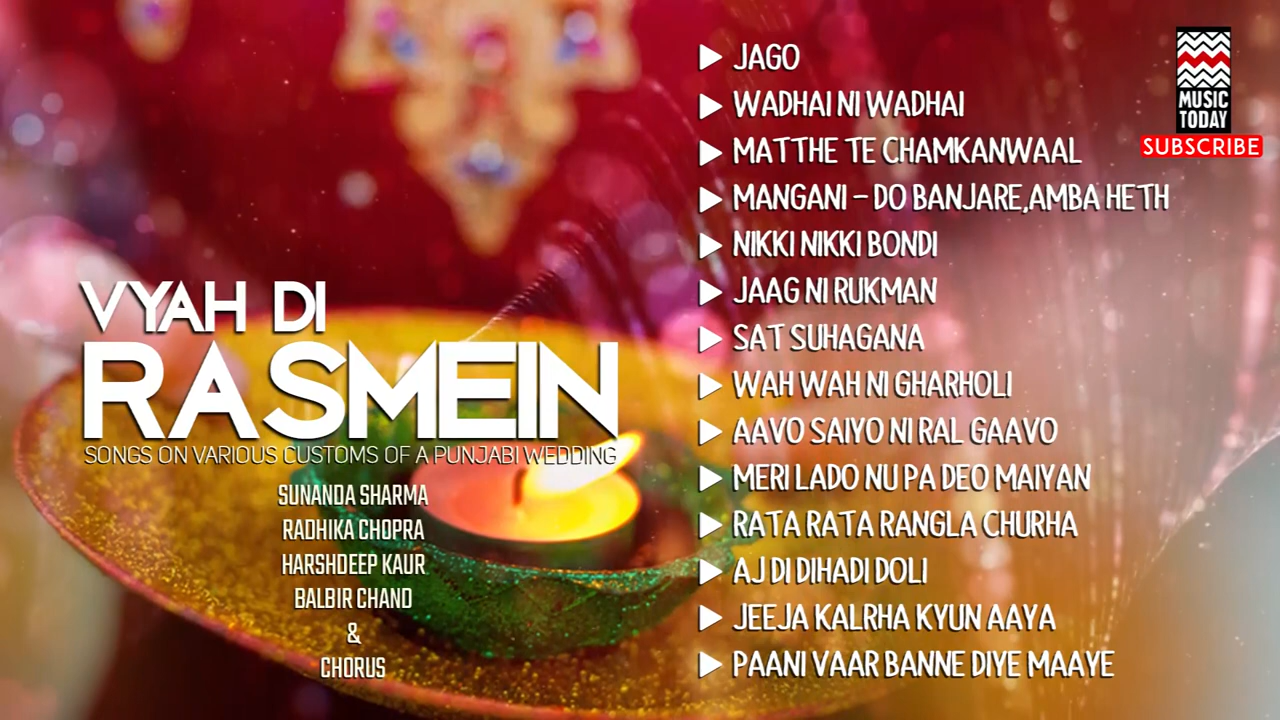 VYAH DI
RASMEIN
SONGS ON VARIOUS CUSTOMS OF A PUNJABI WEDDING
SUNANDA SHARMA
RADHIKA CHOPRA
HARSHDEEP KAUR
BALBIR CHAND
&
CHORUS
JAGO
WADHAI NI WADHAI
MATTHE TE CHAMKANWAAL
MANGANI - DO BANJARE,AMBA HETH
NIKKI NIKKI BONDI
JAAG NI RUKMAN
SAT SUHAGANA
WAH WAH NI GHARHOLI
AAVO SAIYO NI RAL GAAVO
MERI LADO NU PA DEO MAIYAN
RATA RATA RANGLA CHURHA
AJ DI DIHADI DOLI
JEEJA KALRHA KYUN AAYA
PAANI VAAR BANNE DIYE MAAYE
MUSIC
TODAY
SUBSCRIBE